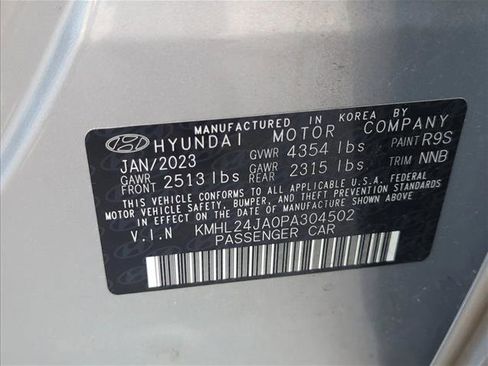 MANUFACTURED IN KOREA BY
HYUNDAI MOTOR COMPANY
JAN/2023 GVWR 4354 lbs PAINT R9S
GAWR FRONT 2513 lbs GAWR REAR 2315 lbs TRIM NNB
THIS VEHICLE CONFORMS TO ALL APPLICABLE U.S.A. FEDERAL
MOTOR VEHICLE SAFETY, BUMPER, AND THEFT PREVENTION
STANDARDS IN EFFECT ON THE DATE OF MANUFACTURE SHOWN ABOVE.
V.I.N KMHL24JA0PA304502
PASSENGER CAR